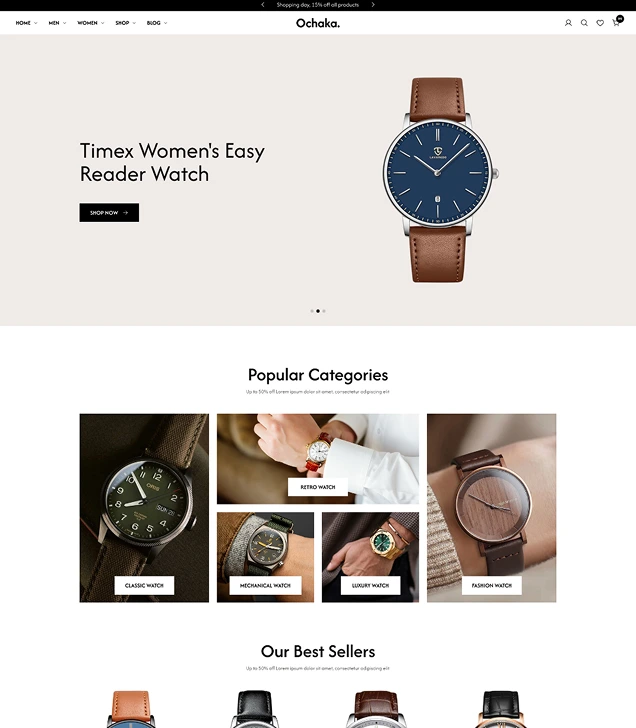 Shopping day, 15% off all products
HOME
MEN
WOMEN
SHOP
BLOG
Ochaka.
Timex Women's Easy
Reader Watch
SHOP NOW
Popular Categories
Up to 50% off Lorem ipsum dolor sit amet, consectetur adipiscing elit
ORIS
CLASSIC WATCH
RETRO WATCH
MECHANICAL WATCH
LUXURY WATCH
FASHION WATCH
Our Best Sellers
Up to 50% off Lorem ipsum dolor sit amet, consectetur adipiscing elit